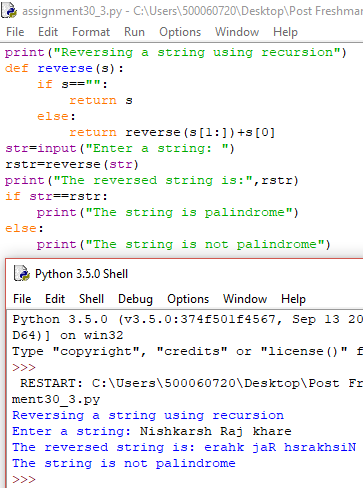 assignment30_3.py - C:\Users\500060720\Desktop\Post Freshman
File Edit Format Run Options Window Help
print("Reversing a string using recursion")
def reverse(s):
    if s=="":
        return s
    else:
        return reverse(s[1:])+s[0]
str=input("Enter a string: ")
rstr=reverse(str)
print("The reversed string is:",rstr)
if str==rstr:
    print("The string is palindrome")
else:
    print("The string is not palindrome")
Python 3.5.0 Shell
File Edit Shell Debug Options Window Help
Python 3.5.0 (v3.5.0:374f501f4567, Sep 13 20
D64)] on win32
Type "copyright", "credits" or "license()" f
>>>
 RESTART: C:\Users\500060720\Desktop\Post Fr
ment30_3.py
Reversing a string using recursion
Enter a string: Nishkarsh Raj khare
The reversed string is: erahk jaR hsrakhsiN
The string is not palindrome
>>>